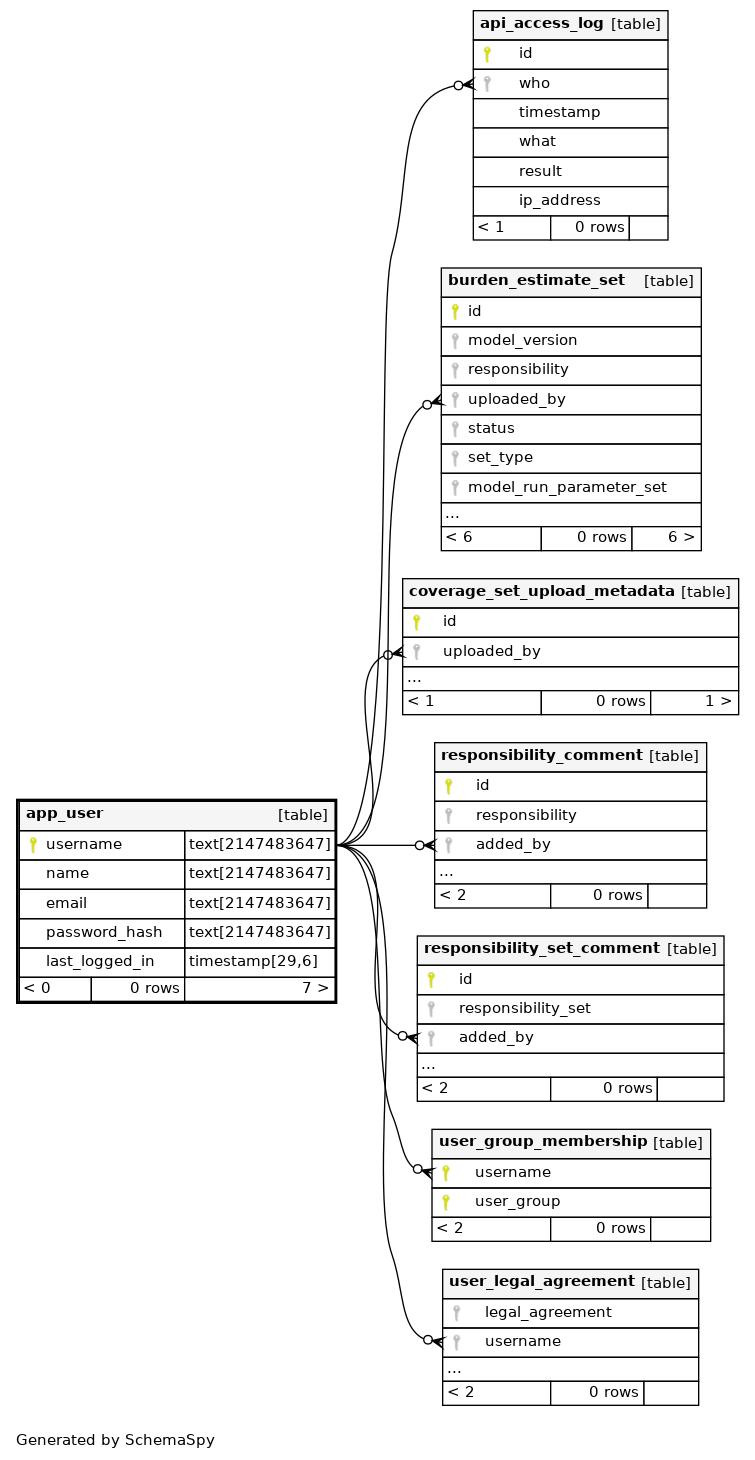 api_access_log [table]
id
who
timestamp
what
result
ip_address
< 1 0 rows
burden_estimate_set [table]
id
model_version
responsibility
uploaded_by
status
set_type
model_run_parameter_set
...
< 6 0 rows 6 >
coverage_set_upload_metadata [table]
id
uploaded_by
...
< 1 0 rows 1 >
responsibility_comment [table]
id
responsibility
added_by
...
< 2 0 rows
app_user [table]
username text[2147483647]
name text[2147483647]
email text[2147483647]
password_hash text[2147483647]
last_logged_in timestamp[29,6]
< 0 0 rows 7 >
responsibility_set_comment [table]
id
responsibility_set
added_by
...
< 2 0 rows
user_group_membership [table]
username
user_group
< 2 0 rows
user_legal_agreement [table]
legal_agreement
username
...
< 2 0 rows
Generated by SchemaSpy